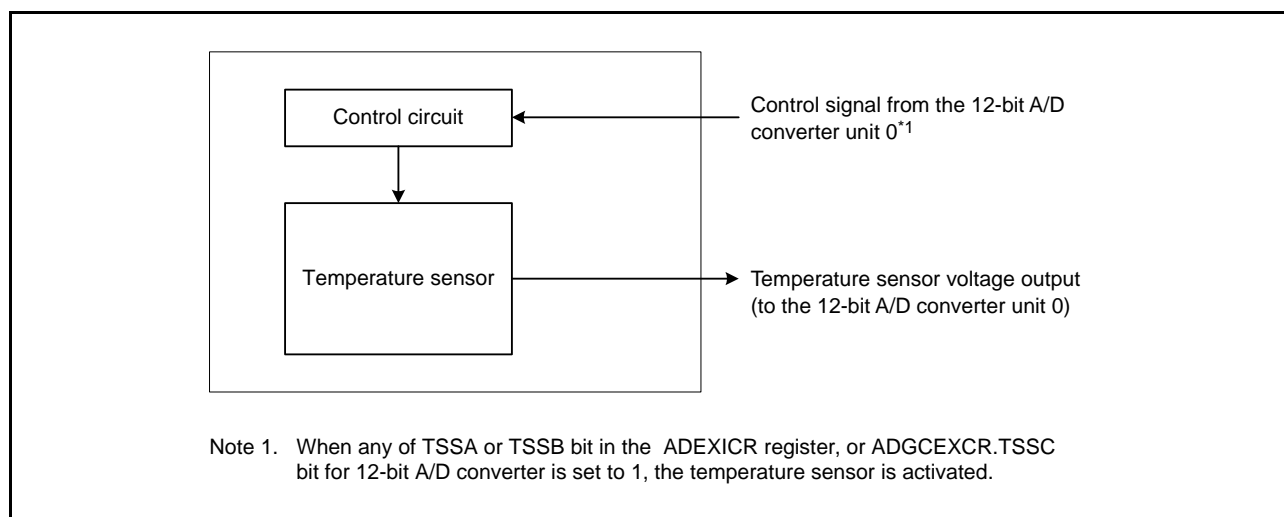 Control circuit
Control signal from the 12-bit A/D
converter unit 0*1
Temperature sensor
Temperature sensor voltage output
(to the 12-bit A/D converter unit 0)
Note 1. When any of TSSA or TSSB bit in the ADEXICR register, or ADGCEXCR.TSSC
bit for 12-bit A/D converter is set to 1, the temperature sensor is activated.